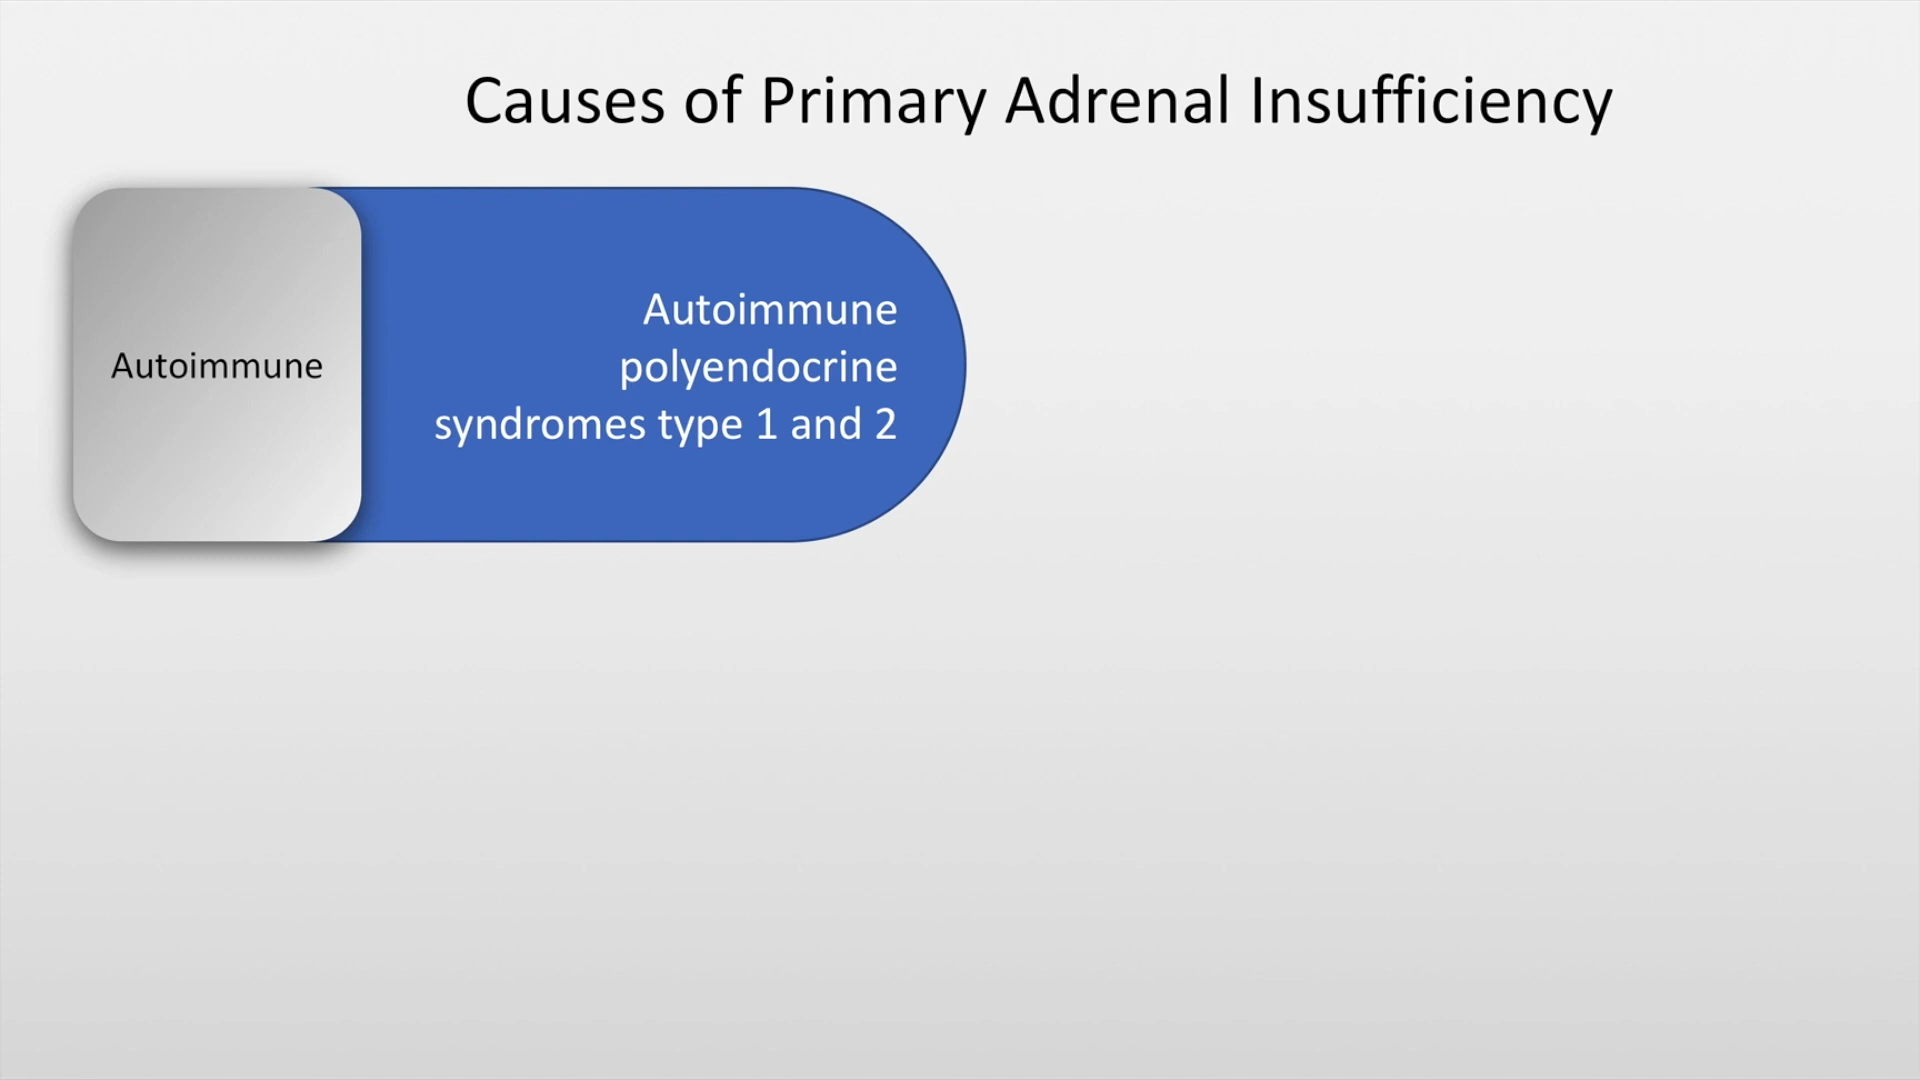 Causes of Primary Adrenal Insufficiency
Autoimmune
Autoimmune
polyendocrine
syndromes type 1 and 2